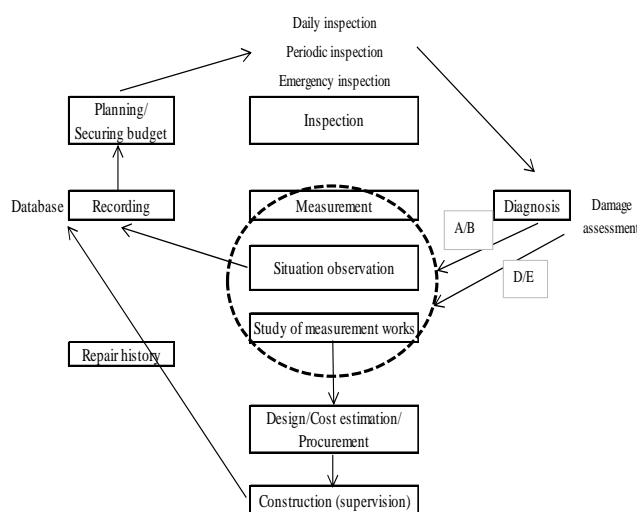 Daily inspection
Periodic inspection
Emergency inspection
Planning/
Securing budget
Inspection
Database
Recording
Measurement
Diagnosis
Damage
assessment
A/B
Situation observation
D/E
Study of measurement works
Repair history
Design/Cost estimation/
Procurement
Construction (supervision)